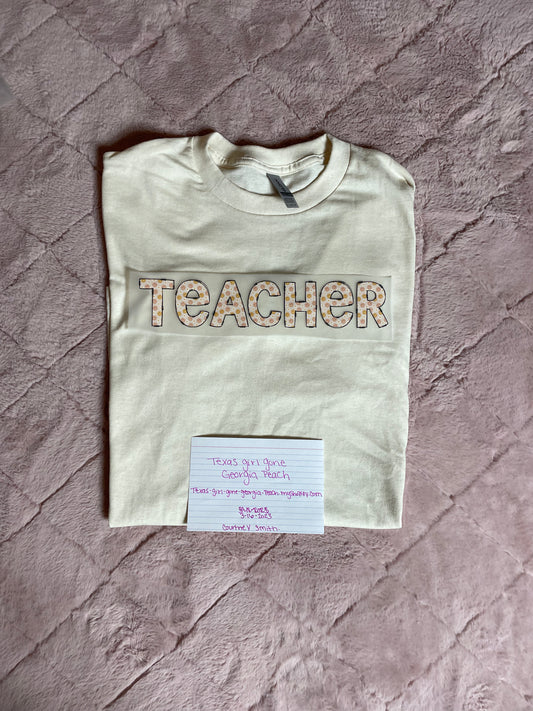 TeACHeR
Texas girl gone
Georgia Peach
Texas-girl-gone-georgia-peach.myshopify.com
3-16-2023
Courtney Smith